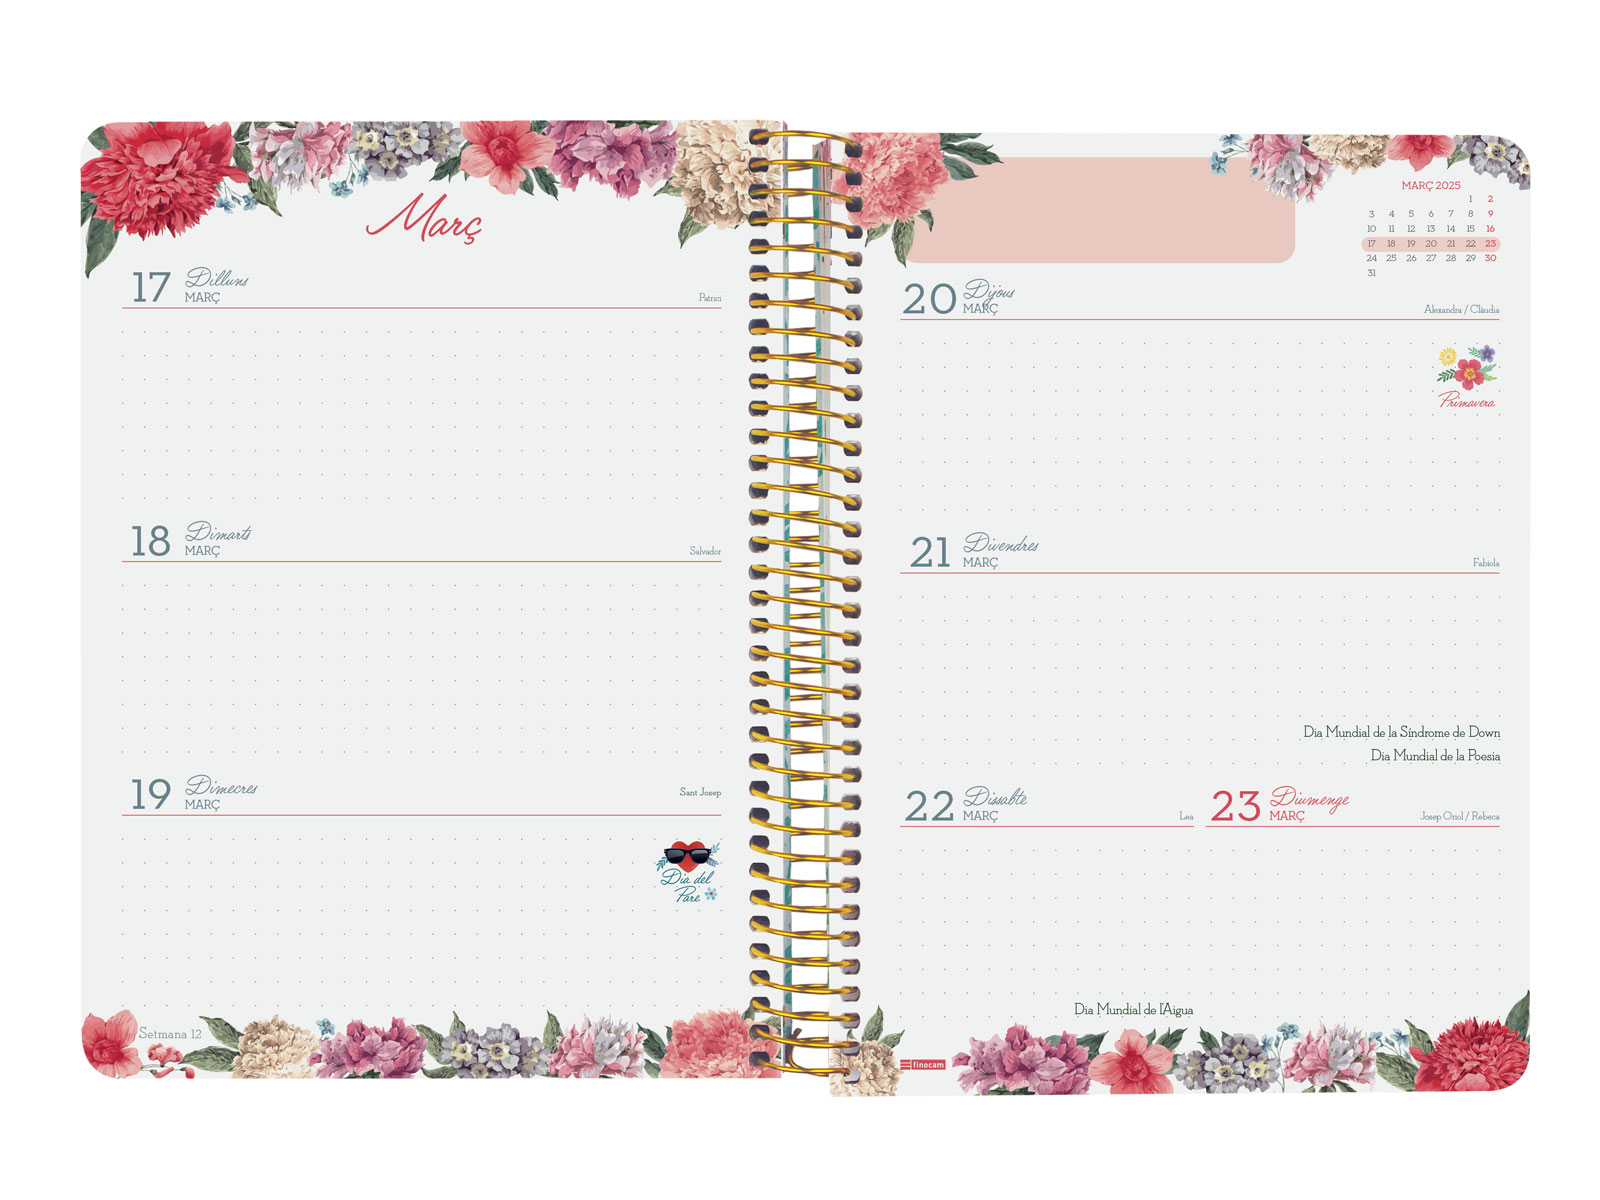 Març
17 Dilluns
MARÇ
Patrici
18 Dimarts
MARÇ
Salvador
19 Dimecres
MARÇ
Sant Josep
Dia del
Pare
Setmana 12
MARÇ 2025
1 2
3 4 5 6 7 8 9
10 11 12 13 14 15 16
17 18 19 20 21 22 23
24 25 26 27 28 29 30
31
20 Dijous
MARÇ
Alexandra / Clàudia
Primavera
21 Divendres
MARÇ
Fabiola
Dia Mundial de la Síndrome de Down
Dia Mundial de la Poesia
22 Dissabte
MARÇ
Lea
23 Diumenge
MARÇ
Josep Oriol / Rebeca
Dia Mundial de l'Aigua
finocam